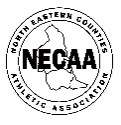 NORTH EASTERN COUNTIES
NECAA
ATHLETIC ASSOCIATION